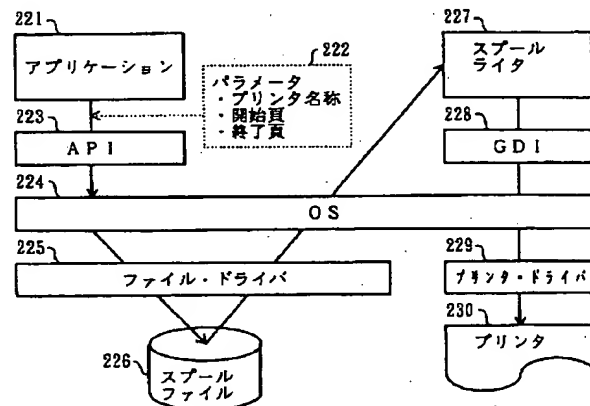 221
アプリケーション
222
パラメータ
・プリンタ名称
・開始頁
・終了頁
223
API
224
OS
225
ファイル・ドライバ
226
スプール
ファイル
227
スプール
ライタ
228
GDI
229
プリンタ・ドライバ
230
プリンタ